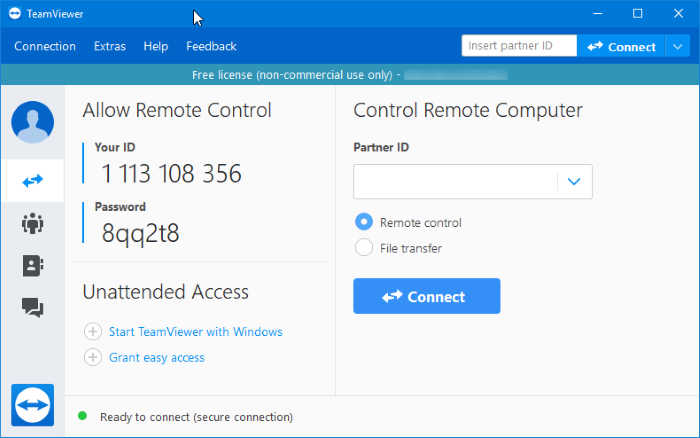 TeamViewer
Connection Extras Help Feedback Insert partner ID Connect
Free license (non-commercial use only) -
Allow Remote Control
Your ID
1 113 108 356
Password
8qq2t8
Unattended Access
Start TeamViewer with Windows
Grant easy access
Control Remote Computer
Partner ID
Remote control
File transfer
Connect
Ready to connect (secure connection)